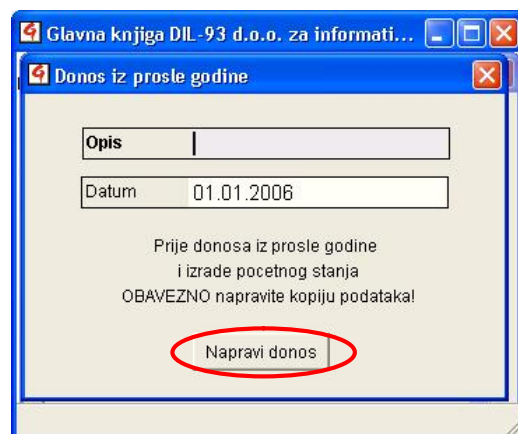 Glavna knjiga DIL-93 d.o.o. za informati...
Donos iz prosle godine
Opis
Datum 01.01.2006
Prije donosa iz prosle godine
i izrade pocetnog stanja
OBAVEZNO napravite kopiju podataka!
Napravi donos